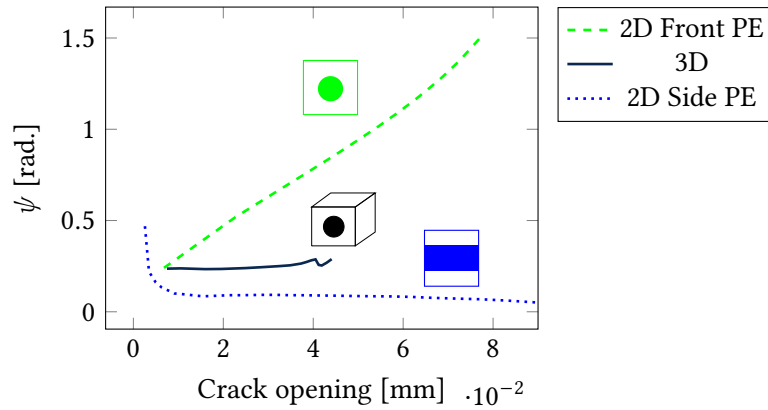 2D Front PE
3D
2D Side PE
1.5
1
0.5
0
ψ [rad.]
0 2 4 6 8
Crack opening [mm] ·10⁻²